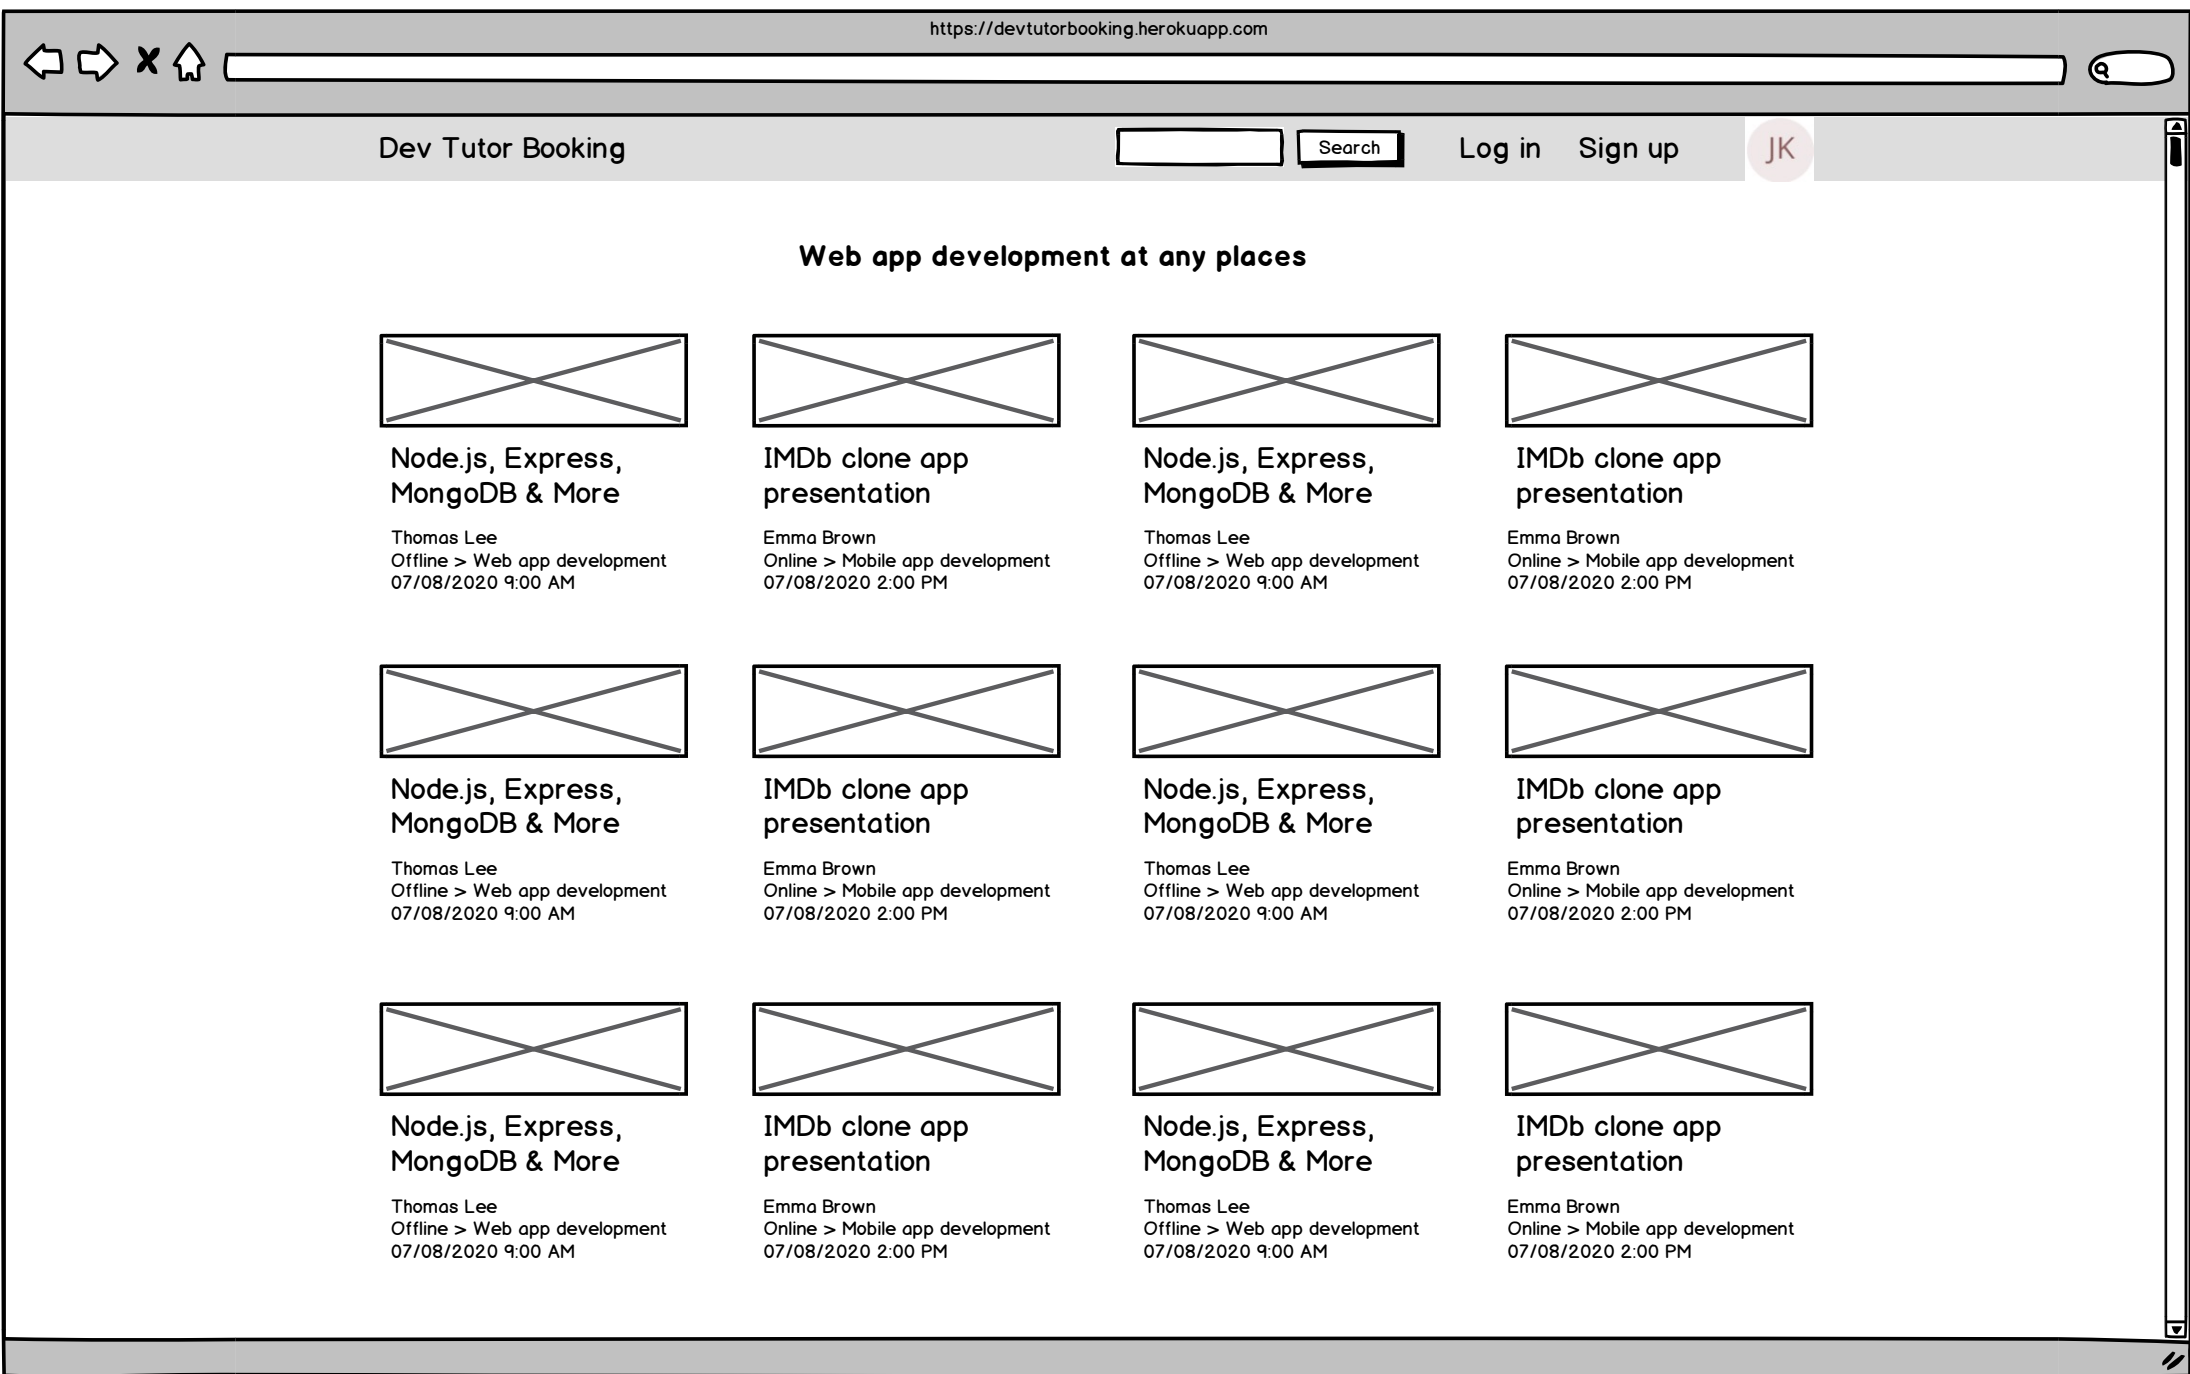 https://devtutorbooking.herokuapp.com
Dev Tutor Booking
Search
Log in
Sign up
JK
Web app development at any places
Node.js, Express,
MongoDB & More
Thomas Lee
Offline > Web app development
07/08/2020 9:00 AM
IMDb clone app
presentation
Emma Brown
Online > Mobile app development
07/08/2020 2:00 PM
Node.js, Express,
MongoDB & More
Thomas Lee
Offline > Web app development
07/08/2020 9:00 AM
IMDb clone app
presentation
Emma Brown
Online > Mobile app development
07/08/2020 2:00 PM
Node.js, Express,
MongoDB & More
Thomas Lee
Offline > Web app development
07/08/2020 9:00 AM
IMDb clone app
presentation
Emma Brown
Online > Mobile app development
07/08/2020 2:00 PM
Node.js, Express,
MongoDB & More
Thomas Lee
Offline > Web app development
07/08/2020 9:00 AM
IMDb clone app
presentation
Emma Brown
Online > Mobile app development
07/08/2020 2:00 PM
Node.js, Express,
MongoDB & More
Thomas Lee
Offline > Web app development
07/08/2020 9:00 AM
IMDb clone app
presentation
Emma Brown
Online > Mobile app development
07/08/2020 2:00 PM
Node.js, Express,
MongoDB & More
Thomas Lee
Offline > Web app development
07/08/2020 9:00 AM
IMDb clone app
presentation
Emma Brown
Online > Mobile app development
07/08/2020 2:00 PM